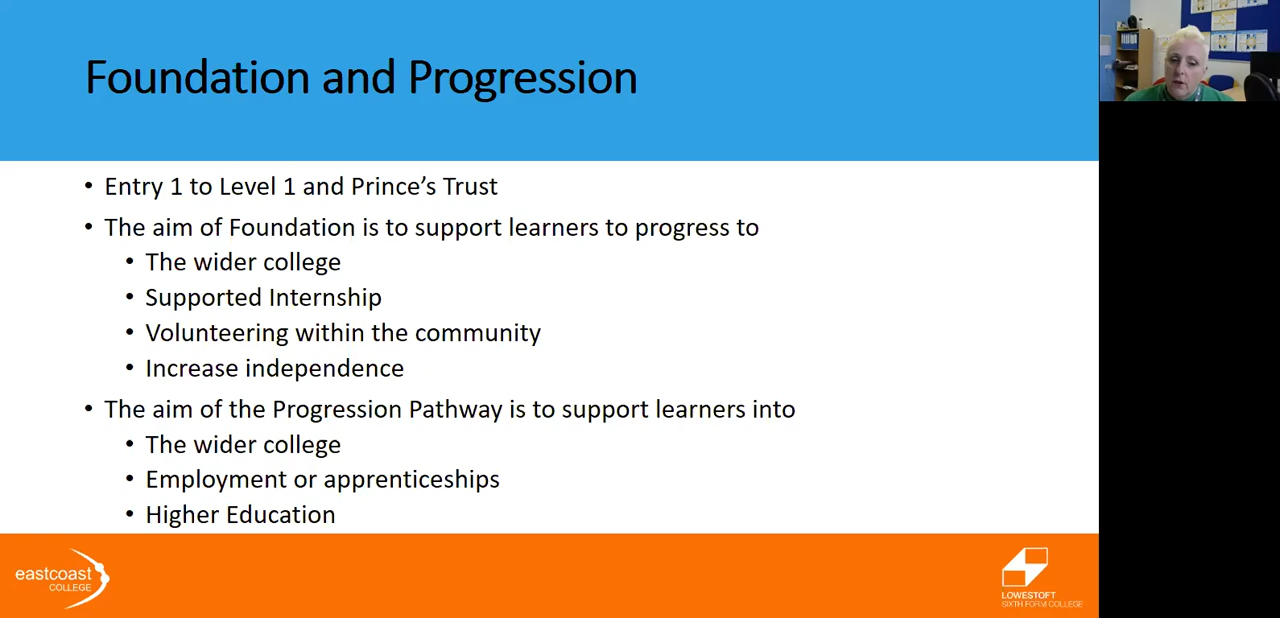 Foundation and Progression
• Entry 1 to Level 1 and Prince’s Trust
• The aim of Foundation is to support learners to progress to
• The wider college
• Supported Internship
• Volunteering within the community
• Increase independence
• The aim of the Progression Pathway is to support learners into
• The wider college
• Employment or apprenticeships
• Higher Education
eastcoast
COLLEGE
LOWESTOFT
SIXTH FORM COLLEGE